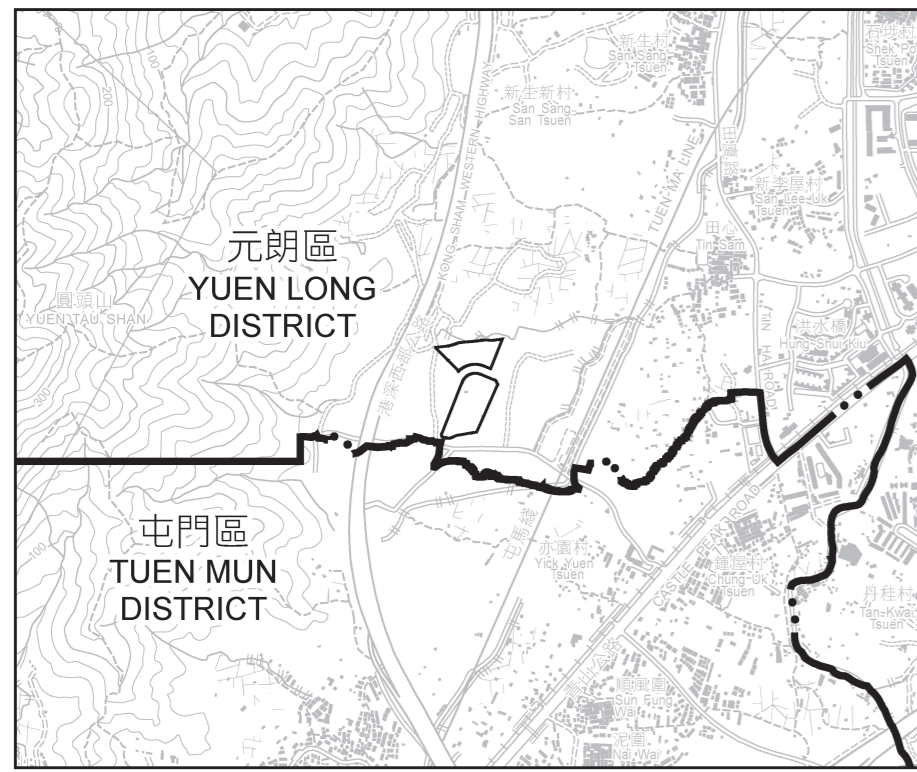 石埗村
Shek Po
Tsuen
新生村
San Sang
Tsuen
新生新村
San Sang
San Tsuen
100
200
KONG SHAM WESTERN HIGHWAY
港深西部公路
TUEN MA LINE
新李屋村
San Lee Uk
Tsuen
田心
Tin Sam
元朗區
YUEN LONG
DISTRICT
圓頭山
YUEN TAU SHAN
300
TIN HA ROAD
洪水橋
Hung Shui Kiu
屯門區
TUEN MUN
DISTRICT
100
屯馬綫
亦園村
Yick Yuen
Tsuen
CASTLE PEAK ROAD
青山公路
鍾屋村
Chung Uk
Tsuen
丹桂村
Tan Kwai
Tsuen
順風圍
Sun Fung
Wai
泥圍
Nai Wai